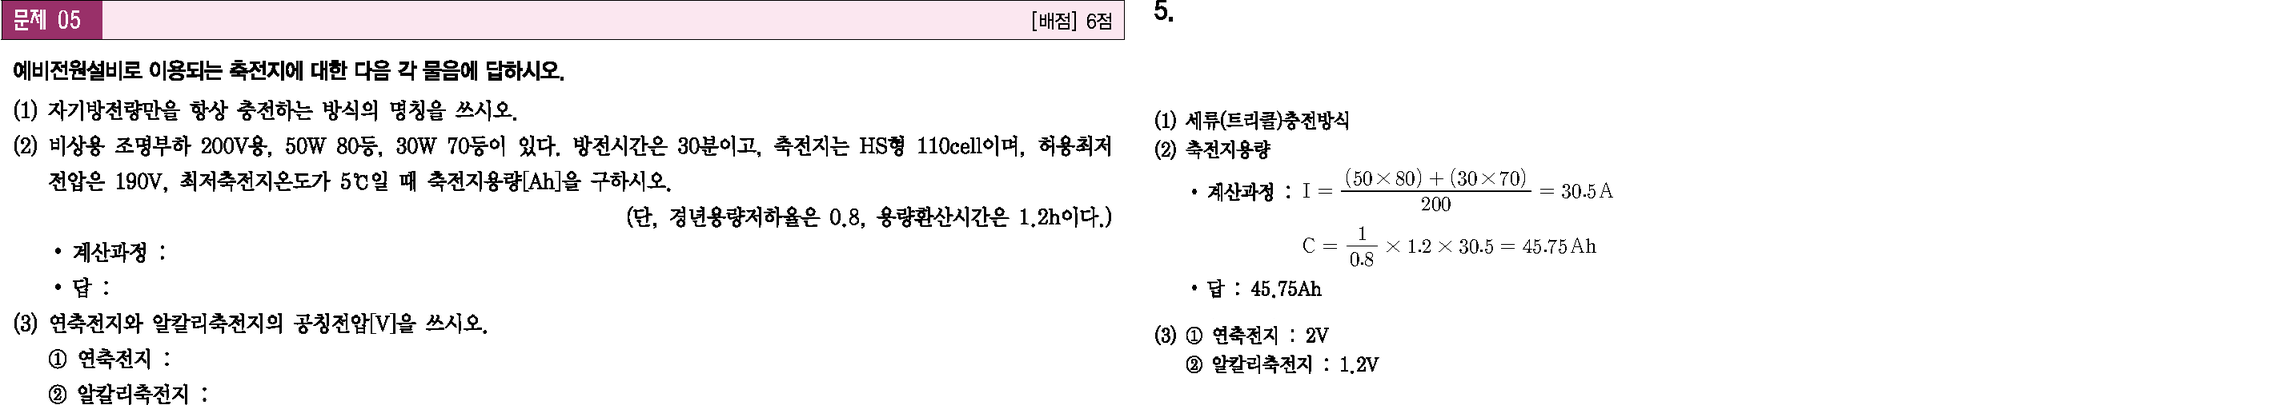 문제 05
[배점] 6점
예비전원설비로 이용되는 축전지에 대한 다음 각 물음에 답하시오.
(1) 자기방전량만을 항상 충전하는 방식의 명칭을 쓰시오.
(2) 비상용 조명부하 200V용, 50W 80등, 30W 70등이 있다. 방전시간은 30분이고, 축전지는 HS형 110cell이며, 허용최저
전압은 190V, 최저축전지온도가 5℃일 때 축전지용량[Ah]을 구하시오.
(단, 경년용량저하율은 0.8, 용량환산시간은 1.2h이다.)
• 계산과정 :
• 답 :
(3) 연축전지와 알칼리축전지의 공칭전압[V]을 쓰시오.
① 연축전지 :
② 알칼리축전지 :
5.
(1) 세류(트리클)충전방식
(2) 축전지용량
• 계산과정 : I = \frac{(50×80)+(30×70)}{200} = 30.5A
C = \frac{1}{0.8} × 1.2 × 30.5 = 45.75Ah
• 답 : 45.75Ah
(3) ① 연축전지 : 2V
② 알칼리축전지 : 1.2V